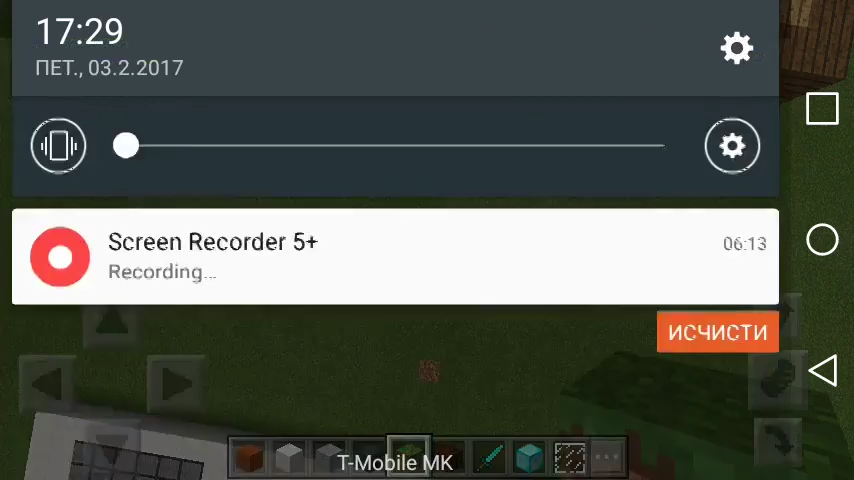 17:29
ПЕТ., 03.2.2017
Screen Recorder 5+
06:13
Recording...
ИСЧИСТИ
T-Mobile MK